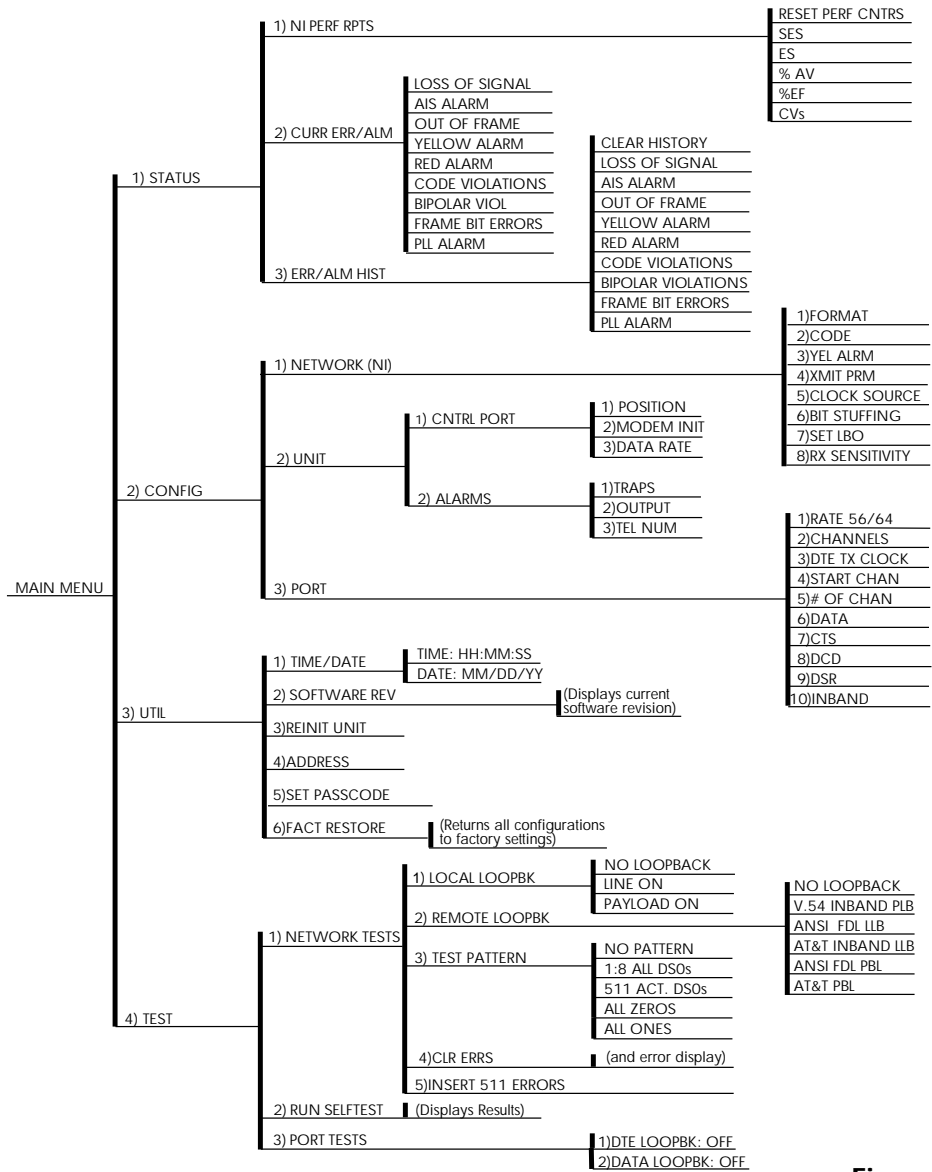 MAIN MENU
1) STATUS
1) NI PERF RPTS
RESET PERF CNTRS
SES
ES
% AV
%EF
CVs
2) CURR ERR/ALM
LOSS OF SIGNAL
AIS ALARM
OUT OF FRAME
YELLOW ALARM
RED ALARM
CODE VIOLATIONS
BIPOLAR VIOL
FRAME BIT ERRORS
PLL ALARM
3) ERR/ALM HIST
CLEAR HISTORY
LOSS OF SIGNAL
AIS ALARM
OUT OF FRAME
YELLOW ALARM
RED ALARM
CODE VIOLATIONS
BIPOLAR VIOLATIONS
FRAME BIT ERRORS
PLL ALARM
2) CONFIG
1) NETWORK (NI)
1)FORMAT
2)CODE
3)YEL ALRM
4)XMIT PRM
5)CLOCK SOURCE
6)BIT STUFFING
7)SET LBO
8)RX SENSITIVITY
2) UNIT
1) CNTRL PORT
1) POSITION
2)MODEM INIT
3)DATA RATE
2) ALARMS
1)TRAPS
2)OUTPUT
3)TEL NUM
3) PORT
1)RATE 56/64
2)CHANNELS
3)DTE TX CLOCK
4)START CHAN
5)# OF CHAN
6)DATA
7)CTS
8)DCD
9)DSR
10)INBAND
3) UTIL
1) TIME/DATE
TIME: HH:MM:SS
DATE: MM/DD/YY
2) SOFTWARE REV
(Displays current
software revision)
3)REINIT UNIT
4)ADDRESS
5)SET PASSCODE
6)FACT RESTORE
(Returns all configurations
to factory settings)
4) TEST
1) NETWORK TESTS
1) LOCAL LOOPBK
NO LOOPBACK
LINE ON
PAYLOAD ON
2) REMOTE LOOPBK
NO LOOPBACK
V.54 INBAND PLB
ANSI FDL LLB
AT&T INBAND LLB
ANSI FDL PBL
AT&T PBL
3) TEST PATTERN
NO PATTERN
1:8 ALL DS0s
511 ACT. DS0s
ALL ZEROS
ALL ONES
4)CLR ERRS
(and error display)
5)INSERT 511 ERRORS
2) RUN SELFTEST
(Displays Results)
3) PORT TESTS
1)DTE LOOPBK: OFF
2)DATA LOOPBK: OFF